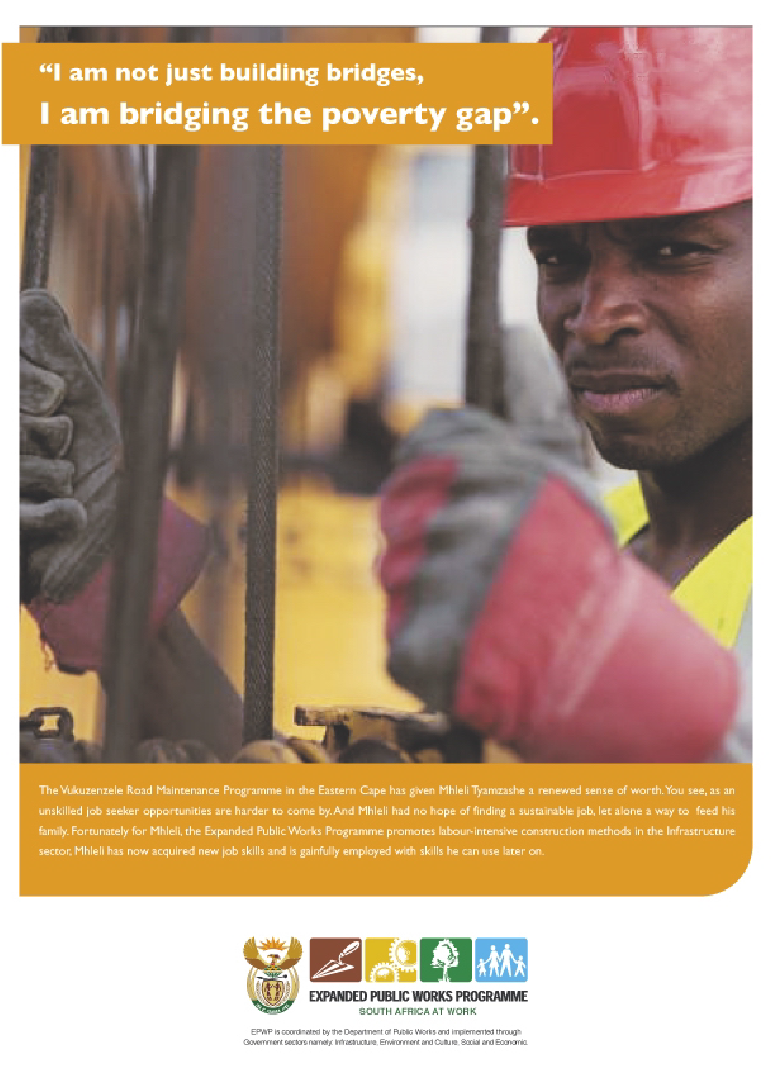 “I am not just building bridges,
I am bridging the poverty gap”.
The Vukuzenzele Road Maintenance Programme in the Eastern Cape has given Mhleli Tyamzashe a renewed sense of worth. You see, as an
unskilled job seeker opportunities are harder to come by. And Mhleli had no hope of finding a sustainable job, let alone a way to feed his
family. Fortunately for Mhleli, the Expanded Public Works Programme promotes labour-intensive construction methods in the Infrastructure
sector, Mhleli has now acquired new job skills and is gainfully employed with skills he can use later on.
EXPANDED PUBLIC WORKS PROGRAMME
SOUTH AFRICA AT WORK
EPWP is coordinated by the Department of Public Works and implemented through
Government sectors namely: Infrastructure, Environment and Culture, Social and Economic.